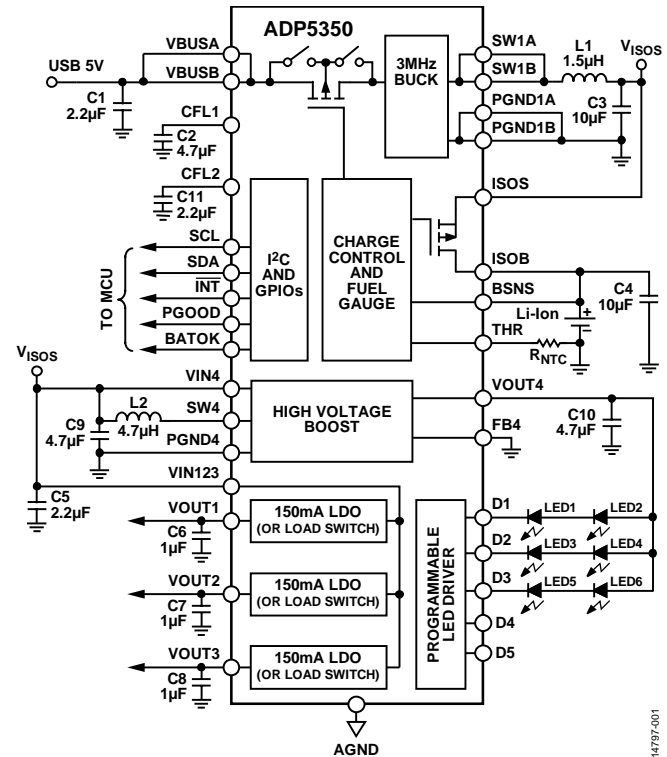 ADP5350
USB 5V
VBUSA
VBUSB
C1
2.2µF
CFL1
C2
4.7µF
CFL2
C11
2.2µF
3MHz
BUCK
SW1A
SW1B
L1
1.5µH
VISOS
PGND1A
PGND1B
C3
10µF
ISOS
TO MCU
SCL
SDA
INT
PGOOD
BATOK
I2C
AND
GPIOs
CHARGE
CONTROL
AND
FUEL
GAUGE
ISOB
BSNS
Li-Ion
+
–
THR
RNTC
C4
10µF
VISOS
VIN4
SW4
L2
4.7µH
C9
4.7µF
PGND4
HIGH VOLTAGE
BOOST
VOUT4
FB4
C10
4.7µF
VIN123
C5
2.2µF
VOUT1
C6
1µF
150mA LDO
(OR LOAD SWITCH)
VOUT2
C7
1µF
150mA LDO
(OR LOAD SWITCH)
VOUT3
C8
1µF
150mA LDO
(OR LOAD SWITCH)
PROGRAMMABLE
LED DRIVER
D1
LED1
LED2
D2
LED3
LED4
D3
LED5
LED6
D4
D5
AGND
14797-001